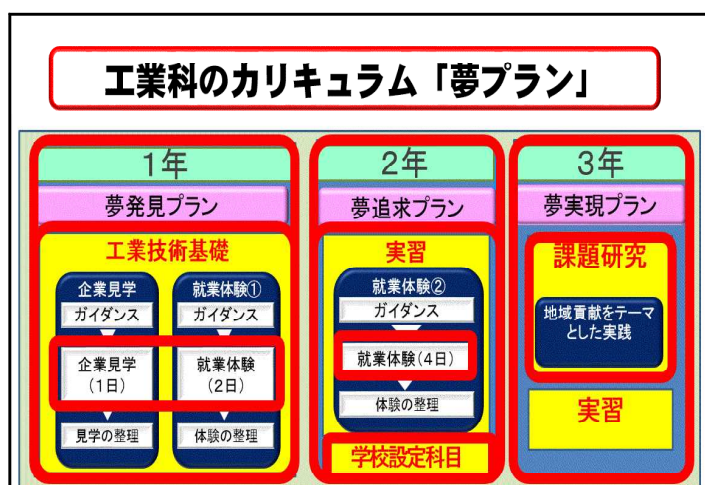 工業科のカリキュラム「夢プラン」
1年
夢発見プラン
工業技術基礎
企業見学
ガイダンス
企業見学
(1日)
見学の整理
就業体験①
ガイダンス
就業体験
(2日)
体験の整理
2年
夢追求プラン
実習
就業体験②
ガイダンス
就業体験(4日)
体験の整理
学校設定科目
3年
夢実現プラン
課題研究
地域貢献をテーマ
とした実践
実習